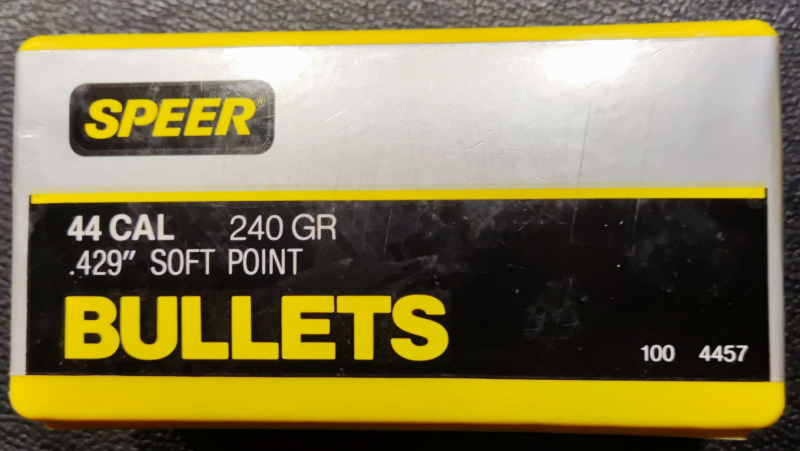 SPEER®
44 CAL 240 GR
.429" SOFT POINT
BULLETS
100 4457